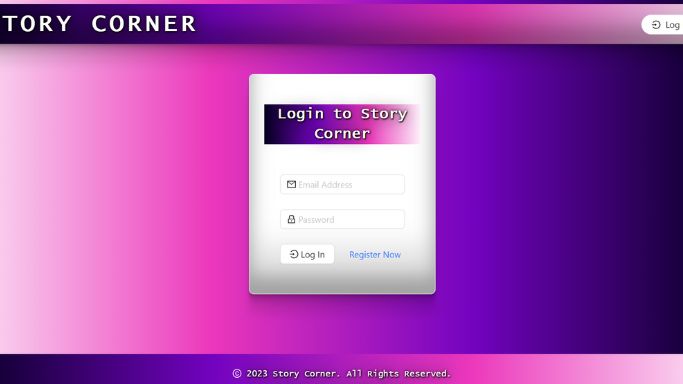 TORY CORNER
Log
Login to Story
Corner
Email Address
Password
Log In
Register Now
© 2023 Story Corner. All Rights Reserved.